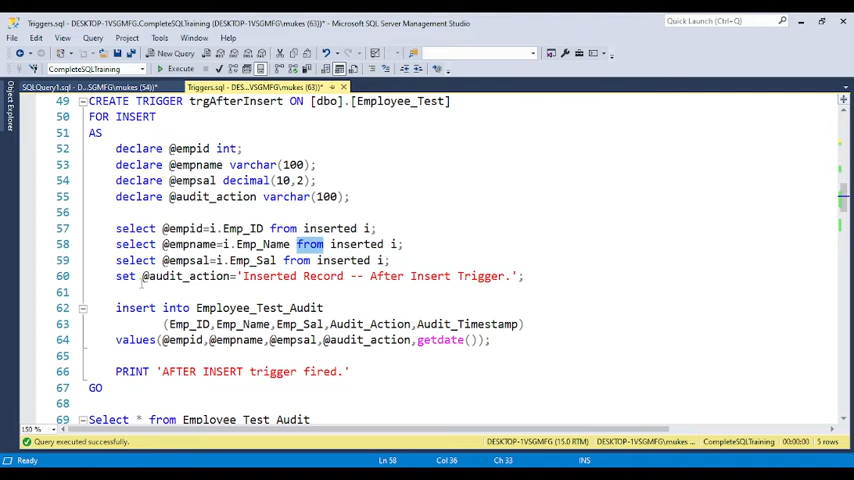 Triggers.sql - DESKTOP-1VSGMFG.CompleteSQLTraining (DESKTOP-1VSGMFG\mukes (63))* - Microsoft SQL Server Management Studio
Quick Launch (Ctrl+Q)
File Edit View Query Project Tools Window Help
New Query
CompleteSQLTraining Execute
SQLQuery1.sql - D...SGMFG\mukes (54))* Triggers.sql - DES...VSGMFG\mukes (63))*
Object Explorer
49 CREATE TRIGGER trgAfterInsert ON [dbo].[Employee_Test]
50 FOR INSERT
51 AS
52 declare @empid int;
53 declare @empname varchar(100);
54 declare @empsal decimal(10,2);
55 declare @audit_action varchar(100);
56
57 select @empid=i.Emp_ID from inserted i;
58 select @empname=i.Emp_Name from inserted i;
59 select @empsal=i.Emp_Sal from inserted i;
60 set @audit_action='Inserted Record -- After Insert Trigger.';
61
62 insert into Employee_Test_Audit
63 (Emp_ID,Emp_Name,Emp_Sal,Audit_Action,Audit_Timestamp)
64 values(@empid,@empname,@empsal,@audit_action,getdate());
65
66 PRINT 'AFTER INSERT trigger fired.'
67 GO
68
69 Select * from Employee_Test_Audit
150 %
Query executed successfully. DESKTOP-1VSGMFG (15.0 RTM) DESKTOP-1VSGMFG\mukes ... CompleteSQLTraining 00:00:00 5 rows
Ready Ln 58 Col 36 Ch 33 INS